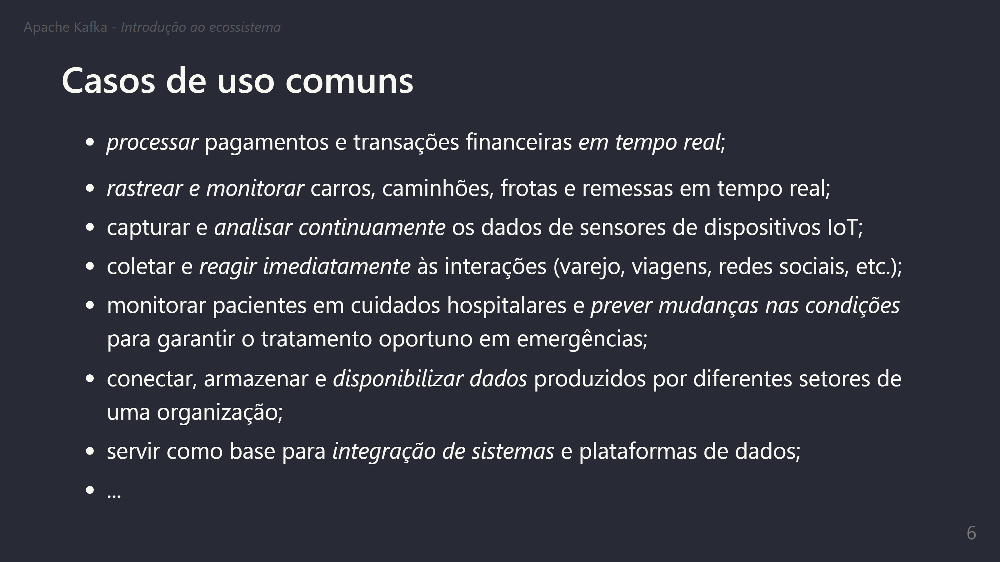 Apache Kafka - Introdução ao ecossistema
Casos de uso comuns
• processar pagamentos e transações financeiras em tempo real;
• rastrear e monitorar carros, caminhões, frotas e remessas em tempo real;
• capturar e analisar continuamente os dados de sensores de dispositivos IoT;
• coletar e reagir imediatamente às interações (varejo, viagens, redes sociais, etc.);
• monitorar pacientes em cuidados hospitalares e prever mudanças nas condições
para garantir o tratamento oportuno em emergências;
• conectar, armazenar e disponibilizar dados produzidos por diferentes setores de
uma organização;
• servir como base para integração de sistemas e plataformas de dados;
• ...
6